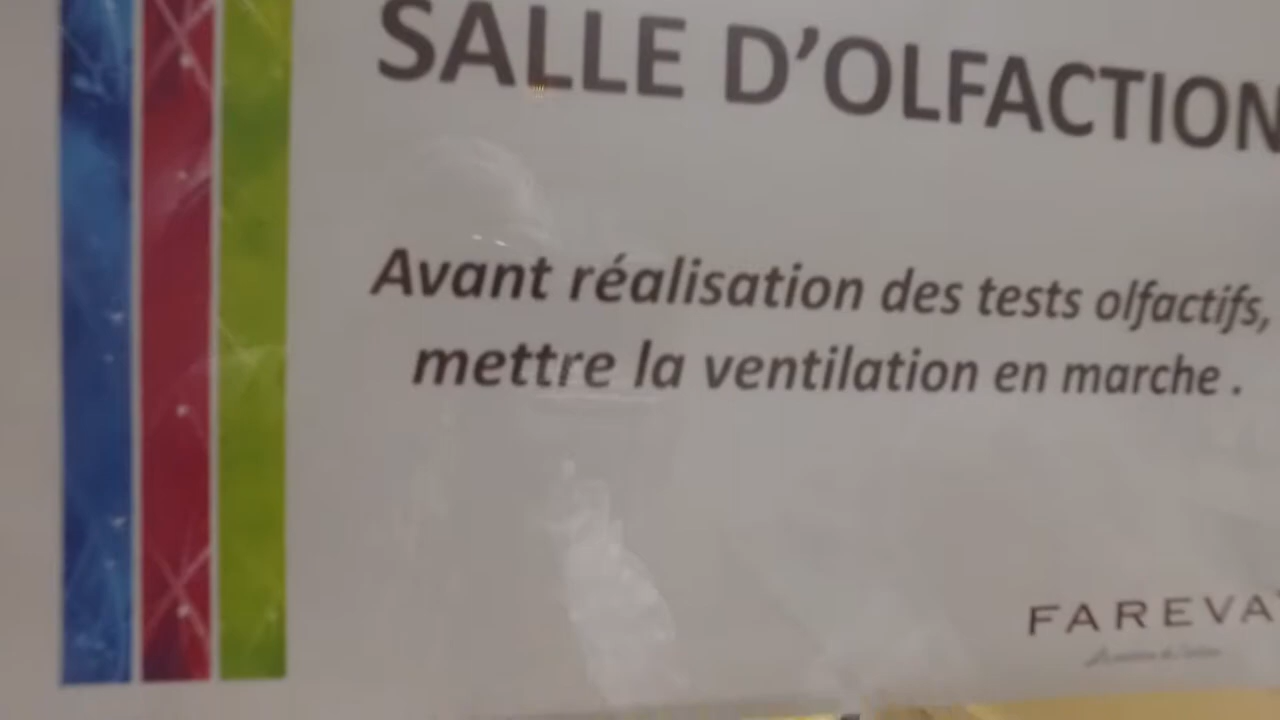 SALLE D'OLFACTION
Avant réalisation des tests olfactifs,
mettre la ventilation en marche .
FAREVA